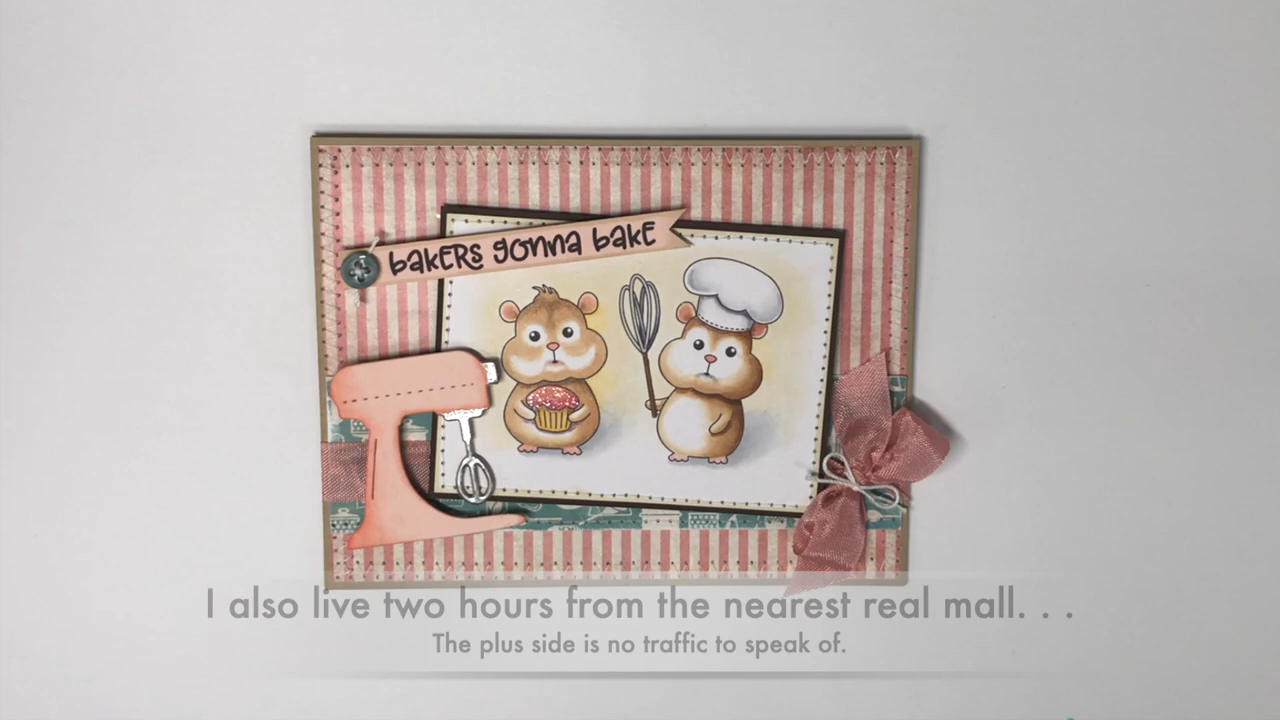 bakers gonna bake
I also live two hours from the nearest real mall. . .
The plus side is no traffic to speak of.